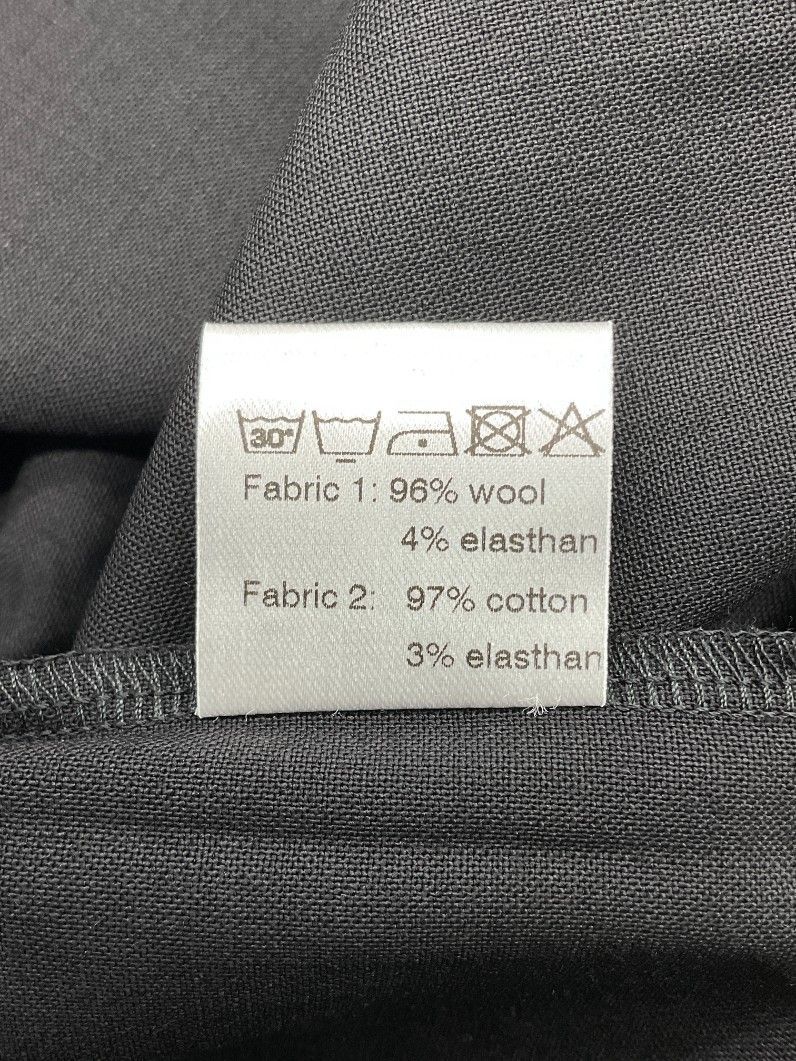 30°
Fabric 1: 96% wool
4% elasthan
Fabric 2: 97% cotton
3% elasthan